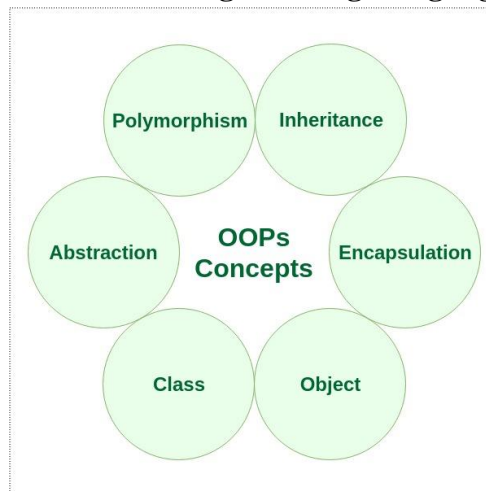 Polymorphism
Inheritance
Abstraction
OOPs
Concepts
Encapsulation
Class
Object